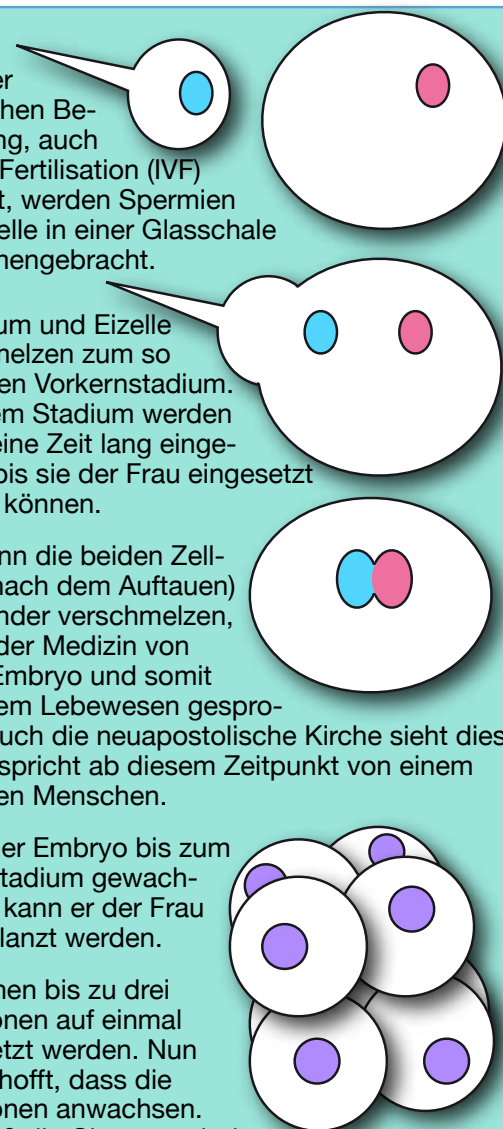 er
chen Be-
ng, auch
Fertilisation (IVF)
t, werden Spermien
elle in einer Glasschale
nengebracht.
um und Eizelle
nelzen zum so
en Vorkernstadium.
em Stadium werden
eine Zeit lang einge-
bis sie der Frau eingesetzt
können.
nn die beiden Zell-
nach dem Auftauen)
nder verschmelzen,
der Medizin von
Embryo und somit
em Lebewesen gespro-
uch die neuapostolische Kirche sieht dies
spricht ab diesem Zeitpunkt von einem
en Menschen.
er Embryo bis zum
stadium gewach-
kann er der Frau
lanzt werden.
nen bis zu drei
onen auf einmal
etzt werden. Nun
hofft, dass die
onen anwachsen.